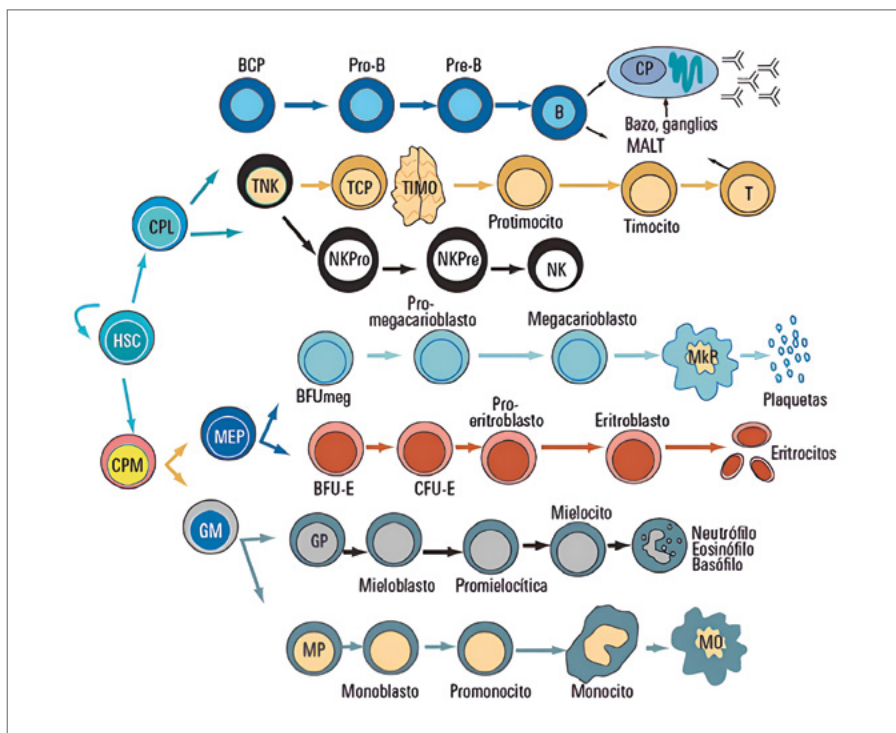 BCP
Pro-B
Pre-B
B
CP
Bazo, ganglios
MALT
CPL
TNK
TCP
TIMO
Protimocito
Timocito
T
NKPro
NKPre
NK
HSC
Pro-
megacarioblasto
Megacarioblasto
BFUmeg
MkR
Plaquetas
CPM
MEP
Pro-
eritroblasto
Eritroblasto
Eritrocitos
BFU-E
CFU-E
GM
GP
Mieloblasto
Promielocítica
Mielocito
Neutrófilo
Eosinófilo
Basófilo
MP
Monoblasto
Promonocito
Monocito
MO